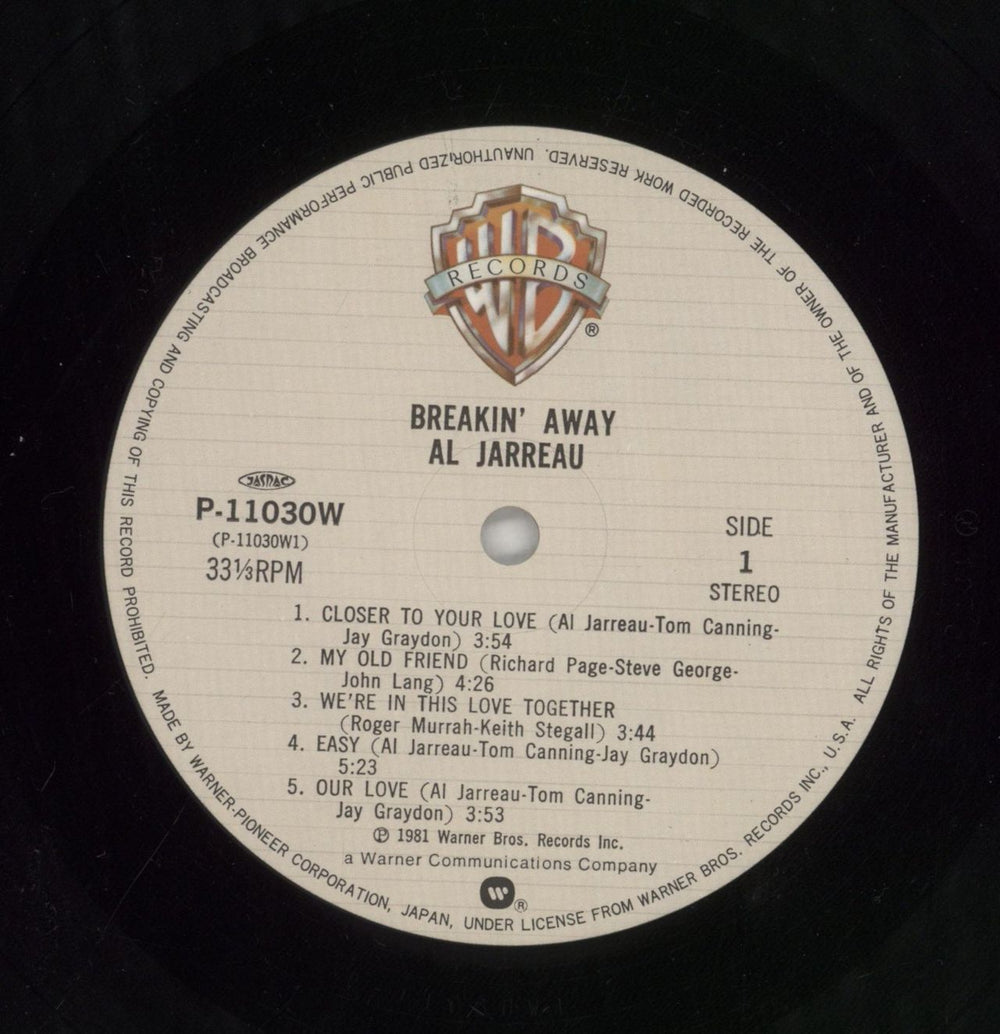 WB
RECORDS
®
BREAKIN' AWAY
AL JARREAU
JASRAC
P-11030W
(P-11030W1)
33⅓RPM
SIDE
1
STEREO
1. CLOSER TO YOUR LOVE (Al Jarreau-Tom Canning-
Jay Graydon) 3:54
2. MY OLD FRIEND (Richard Page-Steve George-
John Lang) 4:26
3. WE'RE IN THIS LOVE TOGETHER
(Roger Murrah-Keith Stegall) 3:44
4. EASY (Al Jarreau-Tom Canning-Jay Graydon)
5:23
5. OUR LOVE (Al Jarreau-Tom Canning-
Jay Graydon) 3:53
℗ 1981 Warner Bros. Records Inc.
a Warner Communications Company
®
MADE BY WARNER-PIONEER CORPORATION, JAPAN, UNDER LICENSE FROM WARNER BROS. RECORDS INC., U.S.A. ALL RIGHTS OF THE MANUFACTURER AND OF THE OWNER OF THE RECORDED WORK RESERVED. UNAUTHORIZED PUBLIC PERFORMANCE BROADCASTING AND COPYING OF THIS RECORD PROHIBITED.